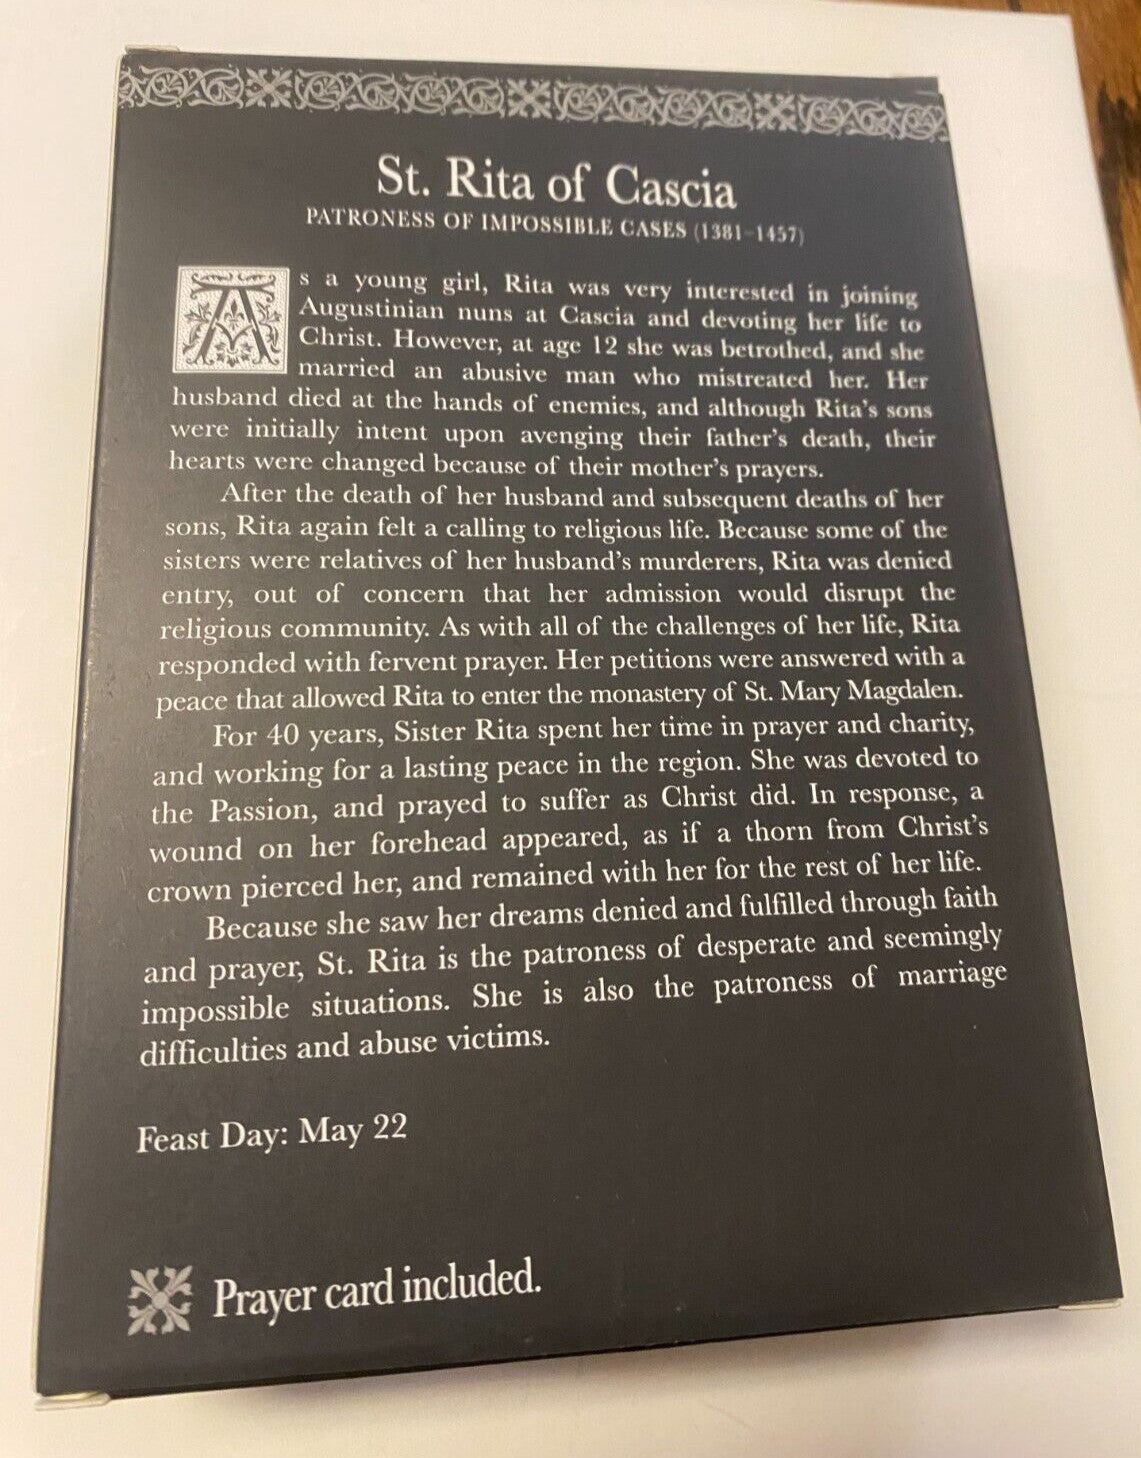 St. Rita of Cascia
PATRONESS OF IMPOSSIBLE CASES (1381-1457)
As a young girl, Rita was very interested in joining
Augustinian nuns at Cascia and devoting her life to
Christ. However, at age 12 she was betrothed, and she
married an abusive man who mistreated her. Her
husband died at the hands of enemies, and although Rita's sons
were initially intent upon avenging their father's death, their
hearts were changed because of their mother's prayers.
After the death of her husband and subsequent deaths of her
sons, Rita again felt a calling to religious life. Because some of the
sisters were relatives of her husband's murderers, Rita was denied
entry, out of concern that her admission would disrupt the
religious community. As with all of the challenges of her life, Rita
responded with fervent prayer. Her petitions were answered with a
peace that allowed Rita to enter the monastery of St. Mary Magdalen.
For 40 years, Sister Rita spent her time in prayer and charity,
and working for a lasting peace in the region. She was devoted to
the Passion, and prayed to suffer as Christ did. In response, a
wound on her forehead appeared, as if a thorn from Christ's
crown pierced her, and remained with her for the rest of her life.
Because she saw her dreams denied and fulfilled through faith
and prayer, St. Rita is the patroness of desperate and seemingly
impossible situations. She is also the patroness of marriage
difficulties and abuse victims.
Feast Day: May 22
Prayer card included.